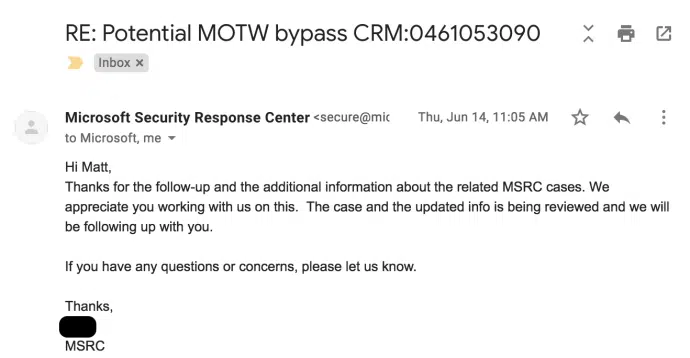 RE: Potential MOTW bypass CRM:0461053090
Inbox ×
Microsoft Security Response Center <secure@mic
Thu, Jun 14, 11:05 AM
to Microsoft, me
Hi Matt,
Thanks for the follow-up and the additional information about the related MSRC cases. We
appreciate you working with us on this.  The case and the updated info is being reviewed and we will
be following up with you.
If you have any questions or concerns, please let us know.
Thanks,
MSRC